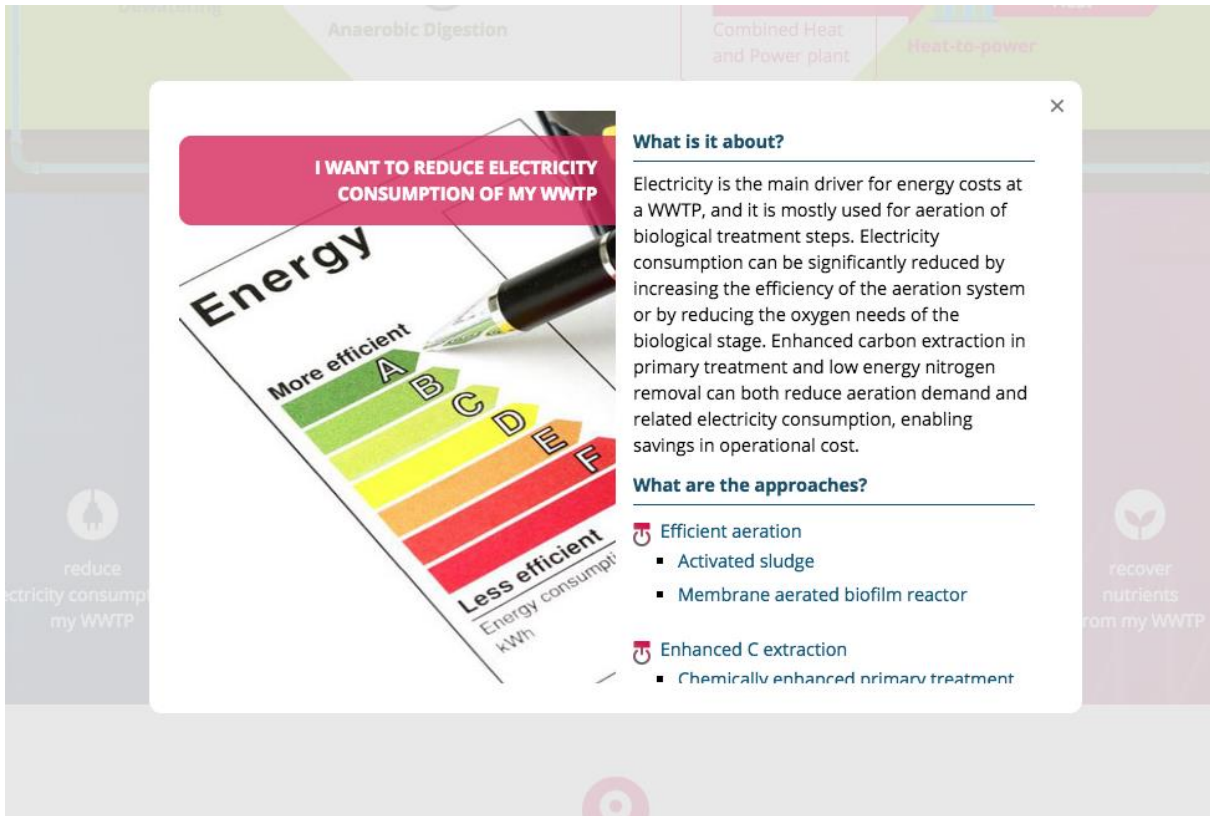 Dewatering
Anaerobic Digestion
Combined Heat
and Power plant
Heat-to-power
×
I WANT TO REDUCE ELECTRICITY
CONSUMPTION OF MY WWTP
Energy
More efficient
A
B
C
D
E
F
Less efficient
Energy consumpti
kWh
What is it about?
Electricity is the main driver for energy costs at
a WWTP, and it is mostly used for aeration of
biological treatment steps. Electricity
consumption can be significantly reduced by
increasing the efficiency of the aeration system
or by reducing the oxygen needs of the
biological stage. Enhanced carbon extraction in
primary treatment and low energy nitrogen
removal can both reduce aeration demand and
related electricity consumption, enabling
savings in operational cost.
What are the approaches?
Efficient aeration
▪ Activated sludge
▪ Membrane aerated biofilm reactor
Enhanced C extraction
▪ Chemically enhanced primary treatment
reduce
ectricity consumpt
my WWTP
recover
nutrients
rom my WWTP